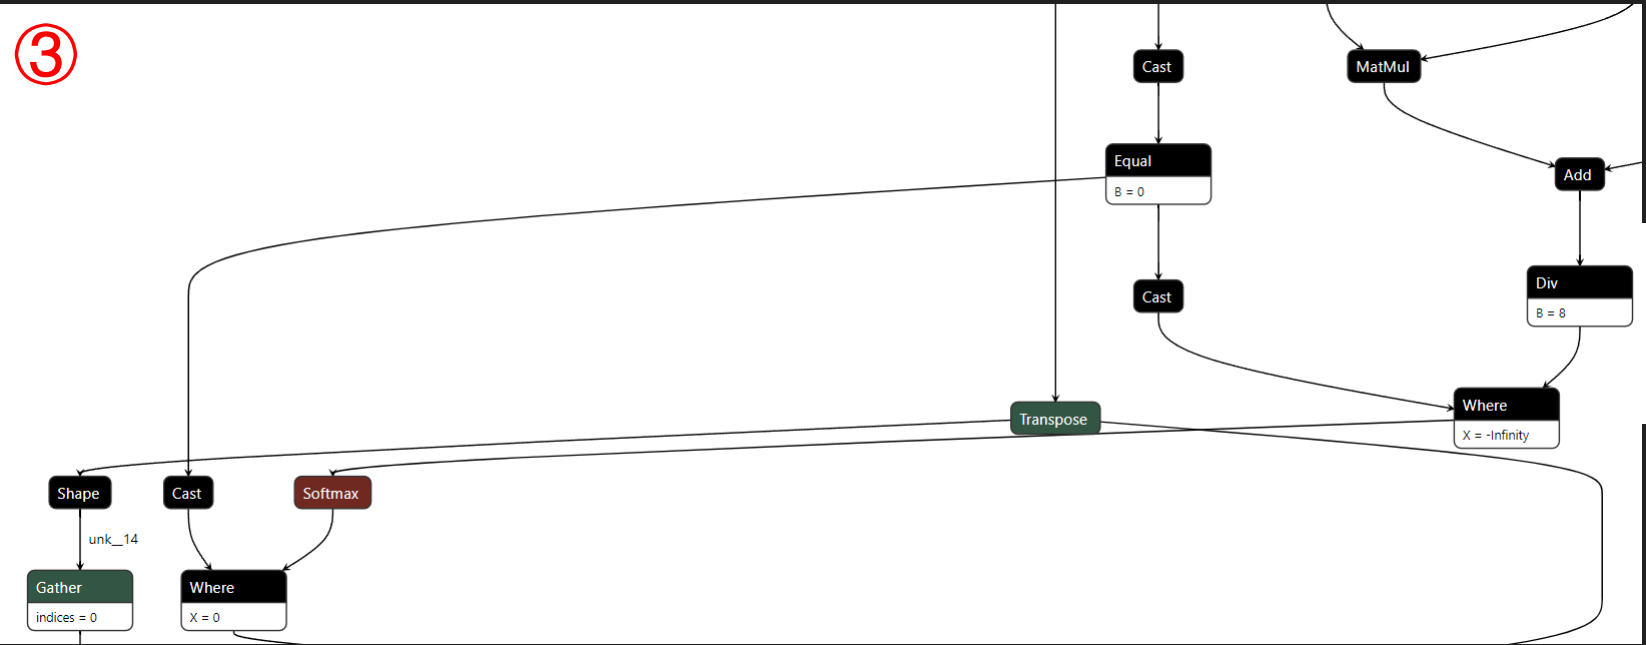 ③
Cast
MatMul
Equal
B = 0
Add
Cast
Div
B = 8
Where
X = -Infinity
Transpose
Shape
Cast
Softmax
unk__14
Gather
indices = 0
Where
X = 0